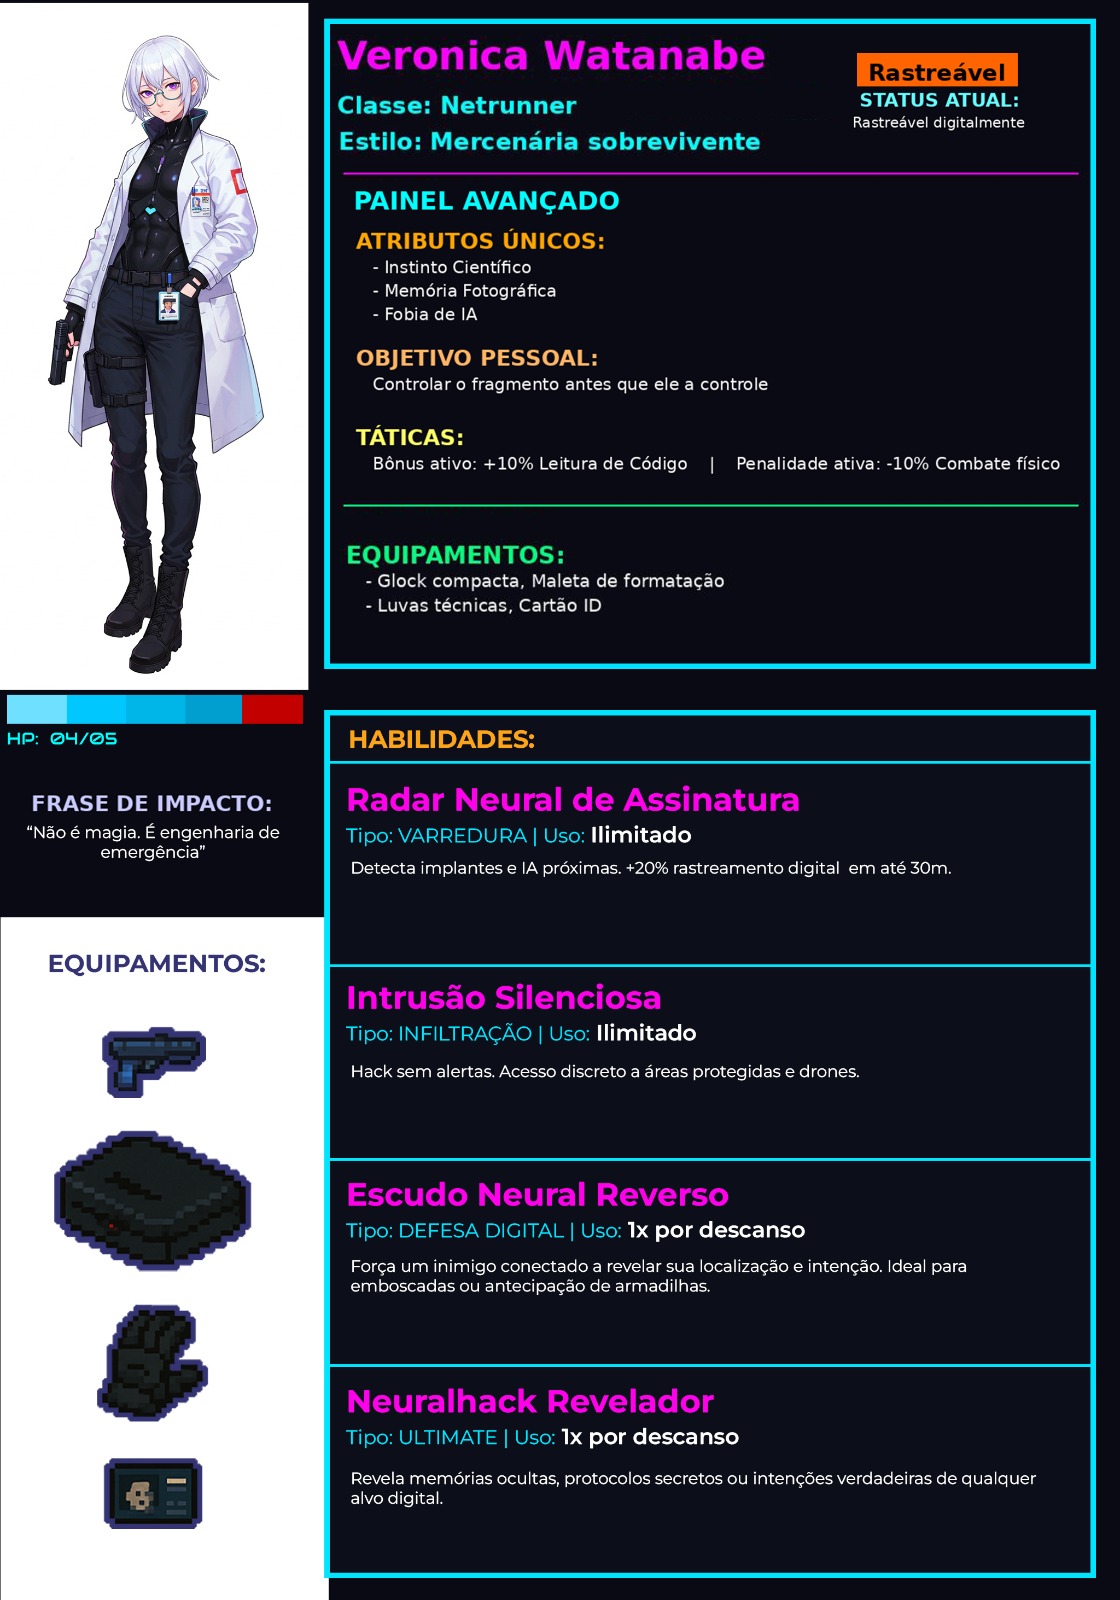 Veronica Watanabe
Classe: Netrunner
Estilo: Mercenária sobrevivente
Rastreável
STATUS ATUAL:
Rastreável digitalmente
PAINEL AVANÇADO
ATRIBUTOS ÚNICOS:
- Instinto Científico
- Memória Fotográfica
- Fobia de IA
OBJETIVO PESSOAL:
Controlar o fragmento antes que ele a controle
TÁTICAS:
Bônus ativo: +10% Leitura de Código | Penalidade ativa: -10% Combate físico
EQUIPAMENTOS:
- Glock compacta, Maleta de formatação
- Luvas técnicas, Cartão ID
HP: 04/05
FRASE DE IMPACTO:
“Não é magia. É engenharia de
emergência”
EQUIPAMENTOS:
HABILIDADES:
Radar Neural de Assinatura
Tipo: VARREDURA | Uso: Ilimitado
Detecta implantes e IA próximas. +20% rastreamento digital em até 30m.
Intrusão Silenciosa
Tipo: INFILTRAÇÃO | Uso: Ilimitado
Hack sem alertas. Acesso discreto a áreas protegidas e drones.
Escudo Neural Reverso
Tipo: DEFESA DIGITAL | Uso: 1x por descanso
Força um inimigo conectado a revelar sua localização e intenção. Ideal para
emboscadas ou antecipação de armadilhas.
Neuralhack Revelador
Tipo: ULTIMATE | Uso: 1x por descanso
Revela memórias ocultas, protocolos secretos ou intenções verdadeiras de qualquer
alvo digital.